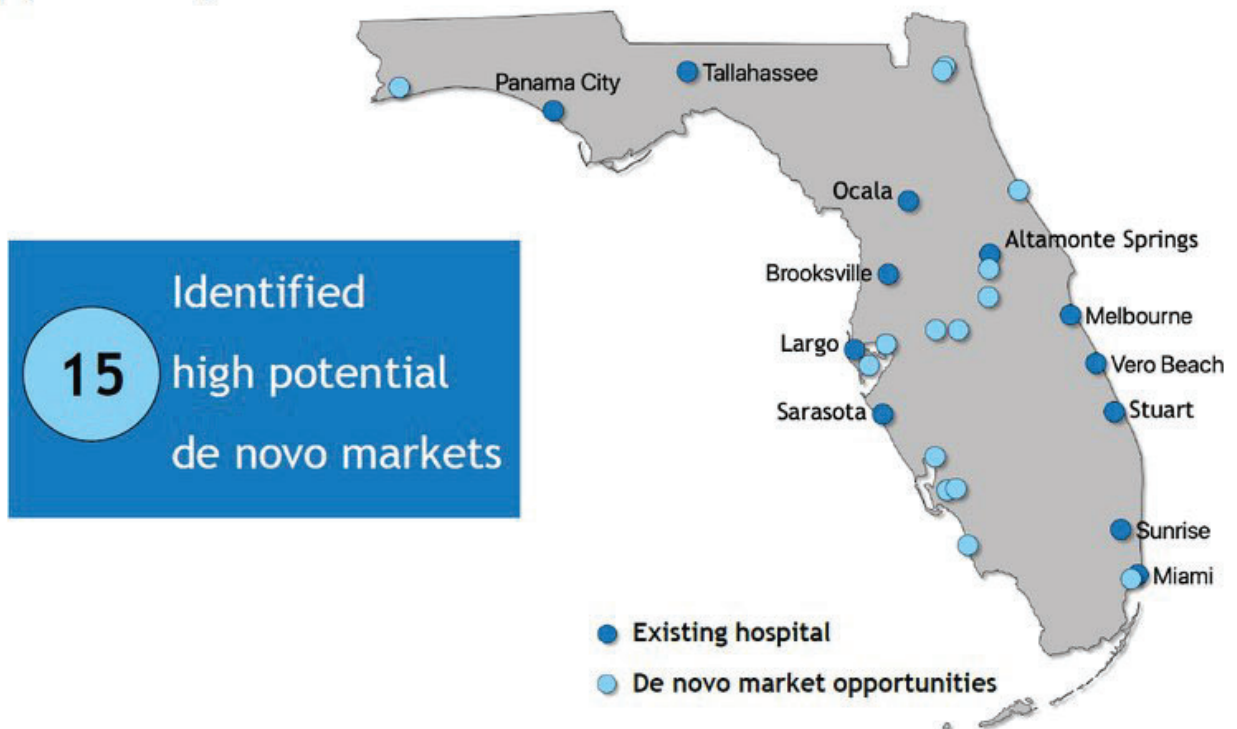 Panama City
Tallahassee
Ocala
Altamonte Springs
Brooksville
Melbourne
Largo
Vero Beach
Sarasota
Stuart
Sunrise
Miami
15
Identified
high potential
de novo markets
Existing hospital
De novo market opportunities